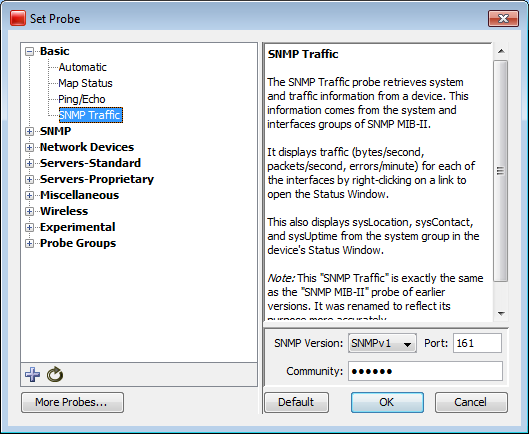 Set Probe
Basic
Automatic
Map Status
Ping/Echo
SNMP Traffic
SNMP
Network Devices
Servers-Standard
Servers-Proprietary
Miscellaneous
Wireless
Experimental
Probe Groups
More Probes...
SNMP Traffic
The SNMP Traffic probe retrieves system
and traffic information from a device. This
information comes from the system and
interfaces groups of SNMP MIB-II.
It displays traffic (bytes/second,
packets/second, errors/minute) for each of
the interfaces by right-clicking on a link to
open the Status Window.
This also displays sysLocation, sysContact,
and sysUptime from the system group in the
device's Status Window.
Note: This "SNMP Traffic" is exactly the same
as the "SNMP MIB-II" probe of earlier
versions. It was renamed to reflect its
purpose more accurately.
SNMP Version: SNMPv1 Port: 161
Community: ●●●●●●
Default OK Cancel